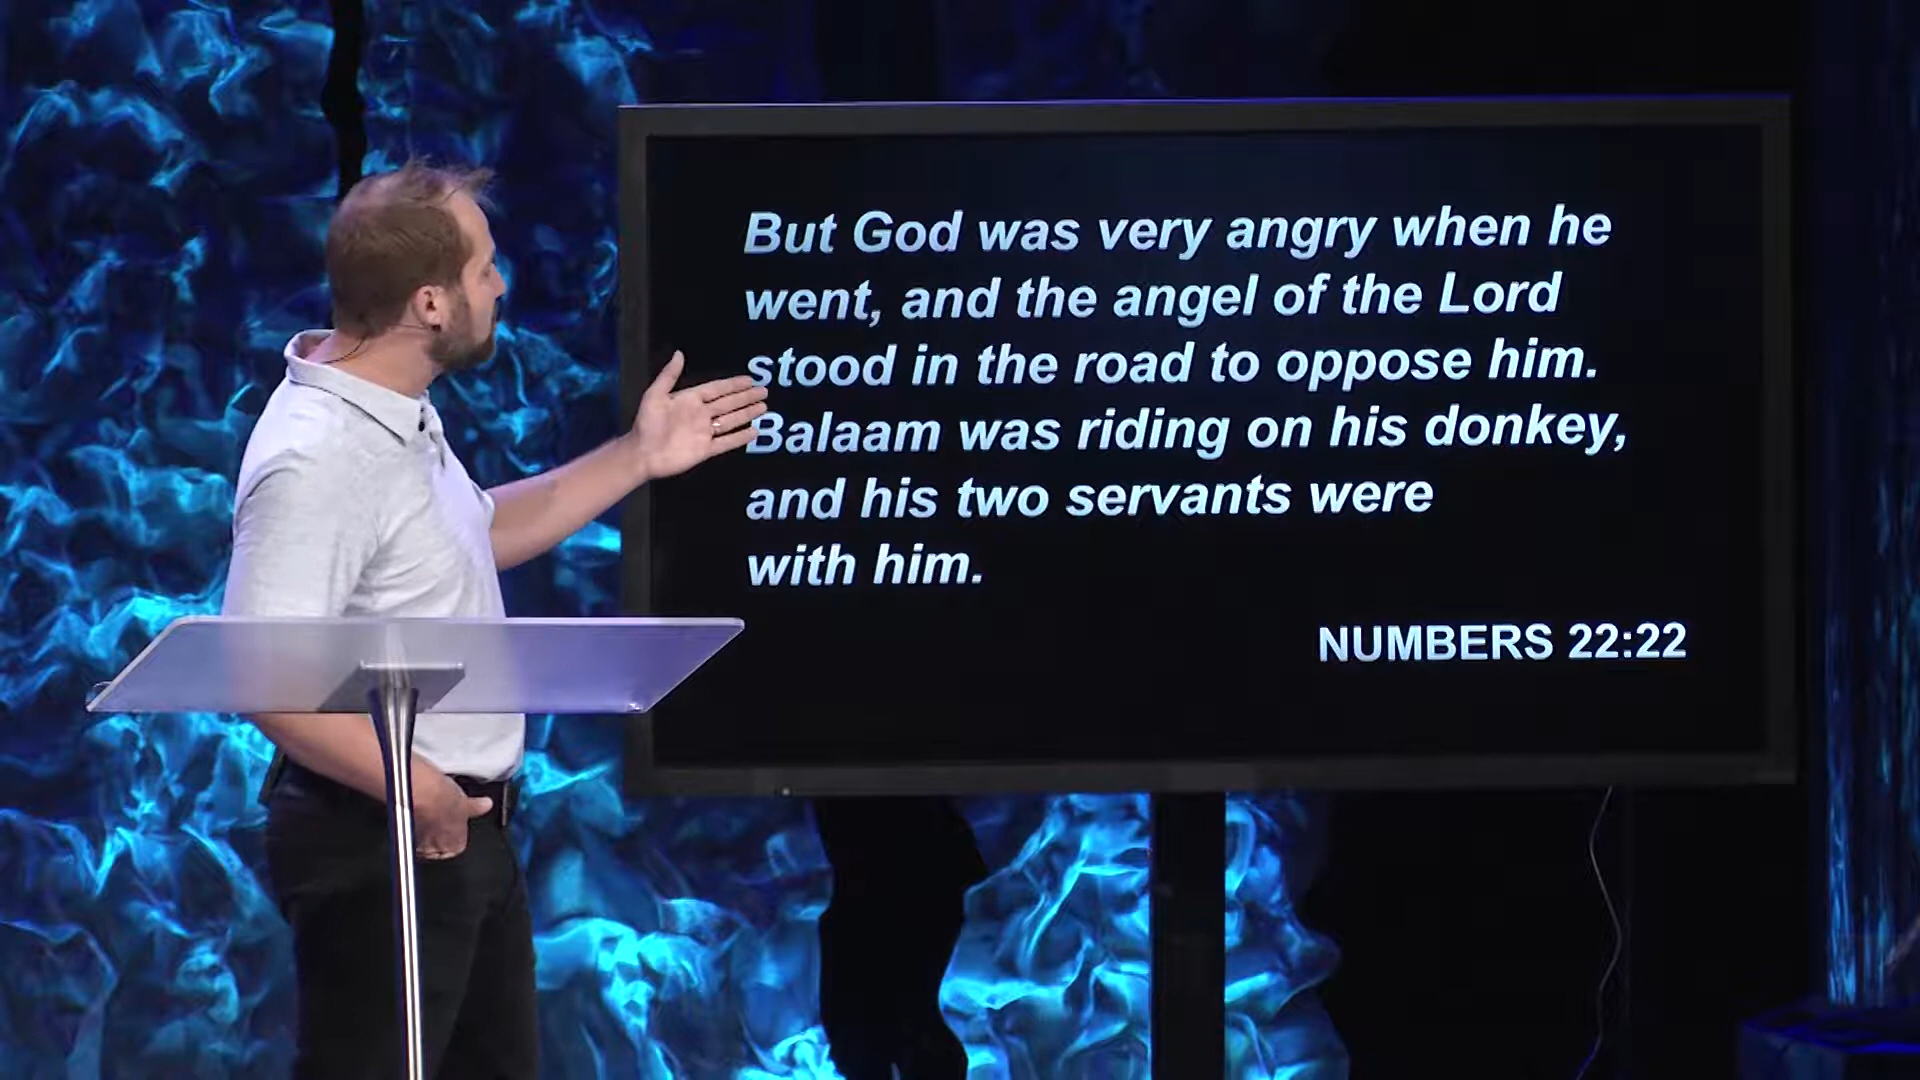 But God was very angry when he
went, and the angel of the Lord
stood in the road to oppose him.
Balaam was riding on his donkey,
and his two servants were
with him.
NUMBERS 22:22